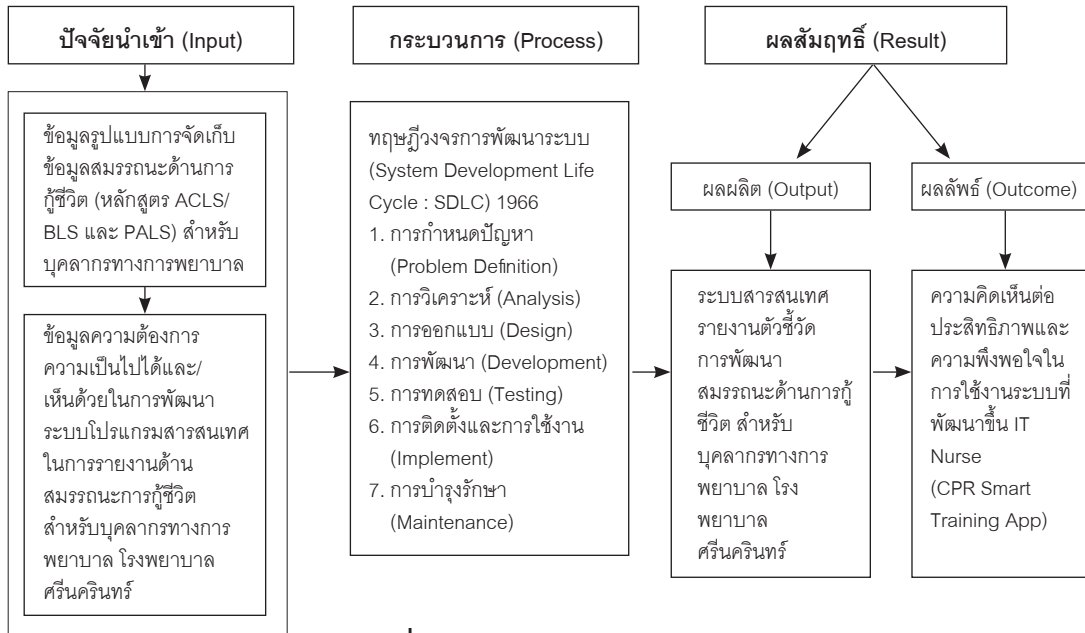 ปัจจัยนำเข้า (Input)
ข้อมูลรูปแบบการจัดเก็บ
ข้อมูลสมรรถนะด้านการ
กู้ชีวิต (หลักสูตร ACLS/
BLS และ PALS) สำหรับ
บุคลากรทางการพยาบาล
ข้อมูลความต้องการ
ความเป็นไปได้และ/
เห็นด้วยในการพัฒนา
ระบบโปรแกรมสารสนเทศ
ในการรายงานด้าน
สมรรถนะการกู้ชีวิต
สำหรับบุคลากรทางการ
พยาบาล โรงพยาบาล
ศรีนครินทร์
กระบวนการ (Process)
ทฤษฎีวงจรการพัฒนาระบบ
(System Development Life
Cycle : SDLC) 1966
1. การกำหนดปัญหา
(Problem Definition)
2. การวิเคราะห์ (Analysis)
3. การออกแบบ (Design)
4. การพัฒนา (Development)
5. การทดสอบ (Testing)
6. การติดตั้งและการใช้งาน
(Implement)
7. การบำรุงรักษา
(Maintenance)
ผลสัมฤทธิ์ (Result)
ผลผลิต (Output)
ระบบสารสนเทศ
รายงานตัวชี้วัด
การพัฒนา
สมรรถนะด้านการกู้
ชีวิต สำหรับ
บุคลากรทางการ
พยาบาล โรง
พยาบาล
ศรีนครินทร์
ผลลัพธ์ (Outcome)
ความคิดเห็นต่อ
ประสิทธิภาพและ
ความพึงพอใจใน
การใช้งานระบบที่
พัฒนาขึ้น IT
Nurse
(CPR Smart
Training App)